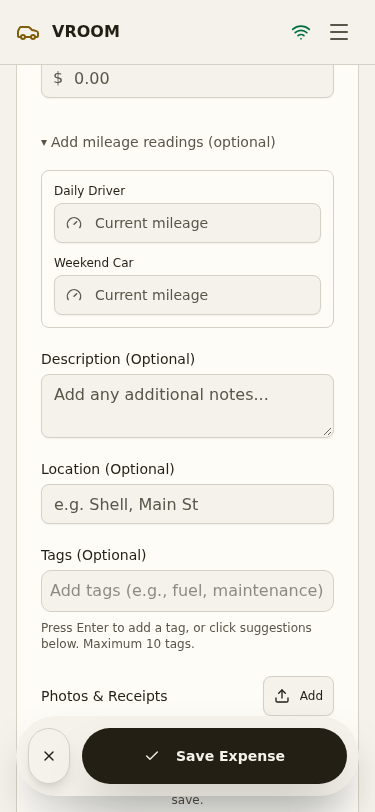 VROOM
$ 0.00
▾ Add mileage readings (optional)
Daily Driver
Current mileage
Weekend Car
Current mileage
Description (Optional)
Add any additional notes...
Location (Optional)
e.g. Shell, Main St
Tags (Optional)
Add tags (e.g., fuel, maintenance)
Press Enter to add a tag, or click suggestions
below. Maximum 10 tags.
Photos & Receipts
Add
Save Expense
save.